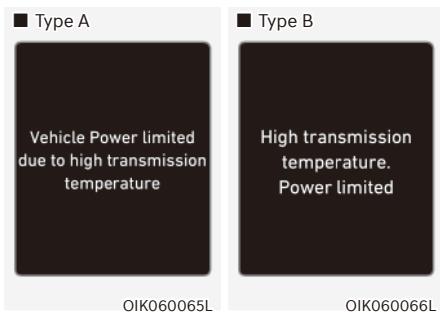 ■ Type A
Vehicle Power limited
due to high transmission
temperature
OIK060065L
■ Type B
High transmission
temperature.
Power limited
OIK060066L